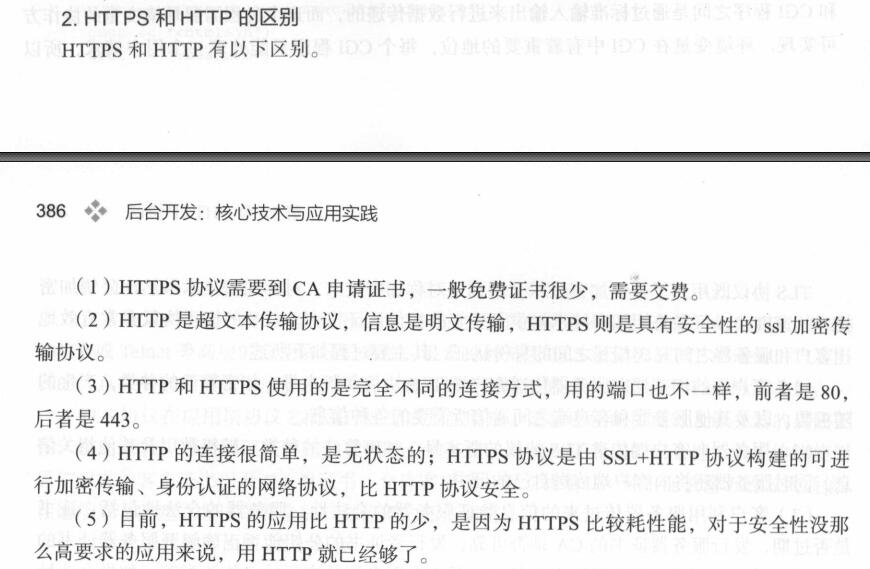 2. HTTPS 和 HTTP 的区别
HTTPS 和 HTTP 有以下区别。
386 后台开发：核心技术与应用实践
（1）HTTPS 协议需要到 CA 申请证书，一般免费证书很少，需要交费。
（2）HTTP 是超文本传输协议，信息是明文传输，HTTPS 则是具有安全性的 ssl 加密传
输协议。
（3）HTTP 和 HTTPS 使用的是完全不同的连接方式，用的端口也不一样，前者是 80，
后者是 443。
（4）HTTP 的连接很简单，是无状态的；HTTPS 协议是由 SSL+HTTP 协议构建的可进
行加密传输、身份认证的网络协议，比 HTTP 协议安全。
（5）目前，HTTPS 的应用比 HTTP 的少，是因为 HTTPS 比较耗性能，对于安全性没那
么高要求的应用来说，用 HTTP 就已经够了。